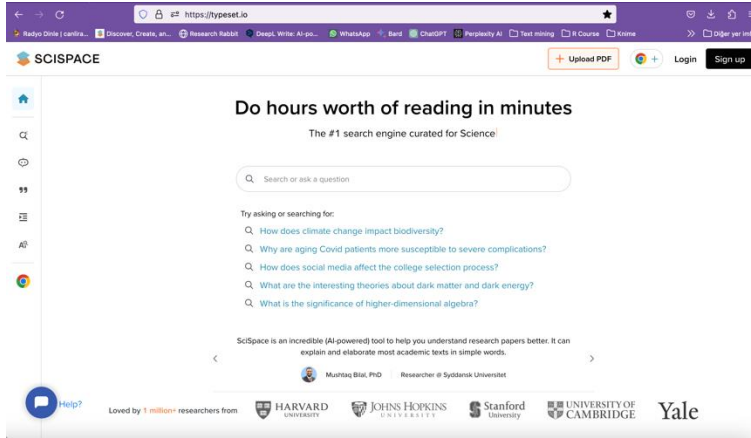 https://typeset.io
Radyo Dinle | canlıra... Discover, Create, an... Research Rabbit DeepL Write: AI-po... WhatsApp Bard ChatGPT Perplexity AI Text mining R Course Knime Diğer yer imi
SCISPACE Upload PDF + Login Sign up
Do hours worth of reading in minutes
The #1 search engine curated for Science
Search or ask a question
Try asking or searching for:
How does climate change impact biodiversity?
Why are aging Covid patients more susceptible to severe complications?
How does social media affect the college selection process?
What are the interesting theories about dark matter and dark energy?
What is the significance of higher-dimensional algebra?
SciSpace is an incredible (AI-powered) tool to help you understand research papers better. It can
explain and elaborate most academic texts in simple words.
Mushtaq Bilal, PhD Researcher @ Syddansk Universitet
Help?
Loved by 1 million+ researchers from HARVARD UNIVERSITY JOHNS HOPKINS UNIVERSITY Stanford University UNIVERSITY OF CAMBRIDGE Yale